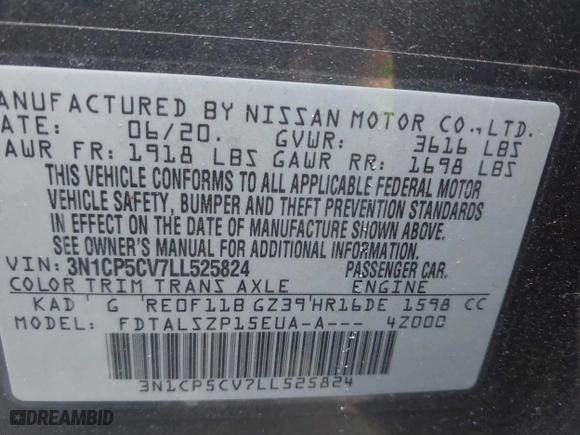 ANUFACTURED BY NISSAN MOTOR CO., LTD.
ATE: 06/20. GVWR: 3616 LBS
AWR FR: 1918 LBS GAWR RR: 1698 LBS
THIS VEHICLE CONFORMS TO ALL APPLICABLE FEDERAL MOTOR
VEHICLE SAFETY, BUMPER AND THEFT PREVENTION STANDARDS
IN EFFECT ON THE DATE OF MANUFACTURE SHOWN ABOVE.
SEE OWNER'S MANUAL FOR ADDITIONAL INFORMATION.
VIN: 3N1CP5CV7LL525824 PASSENGER CAR.
COLOR TRIM TRANS AXLE ENGINE
KAD ' G 'RE0F11B GZ39'HR16DE 1598 CC
MODEL: FDTALSZP15EUA-A--- 4Z000
3N1CP5CV7LL525824
DREAMBID